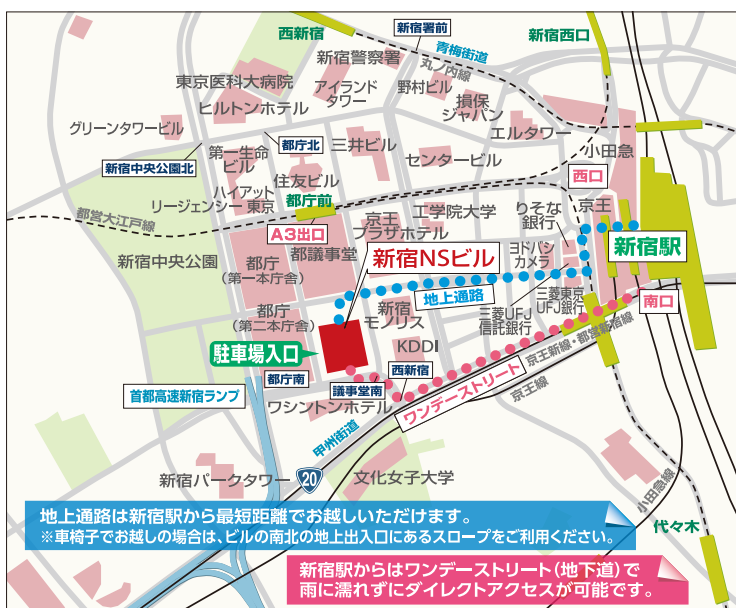 新宿署前
西新宿
青梅街道
新宿西口
新宿警察署
丸ノ内線
東京医科大病院
アイランド
タワー
野村ビル
ヒルトンホテル
損保
ジャパン
グリーンタワービル
都庁北
三井ビル
エルタワー
小田急
新宿中央公園北
第一生命
ビル
センタービル
住友ビル
西口
ハイアット
リージェンシー東京
都庁前
都営大江戸線
A3出口
京王
プラザホテル
工学院大学
りそな
銀行
京王
都議事堂
新宿駅
新宿中央公園
都庁
(第一本庁舎)
新宿NSビル
ヨドバシ
カメラ
地上通路
三菱東京
UFJ銀行
南口
都庁
(第二本庁舎)
新宿
モノリス
三菱UFJ
信託銀行
駐車場入口
KDDI
京王新線・都営新宿線
都庁南
西新宿
議事堂南
首都高速新宿ランプ
ワシントンホテル
ワンデーストリート
京王線
甲州街道
新宿パークタワー
20
文化女子大学
小田急線
代々木
地上通路は新宿駅から最短距離でお越しいただけます。
※車椅子でお越しの場合は、ビルの南北の地上出入口にあるスロープをご利用ください。
新宿駅からはワンデーストリート(地下道)で
雨に濡れずにダイレクトアクセスが可能です。